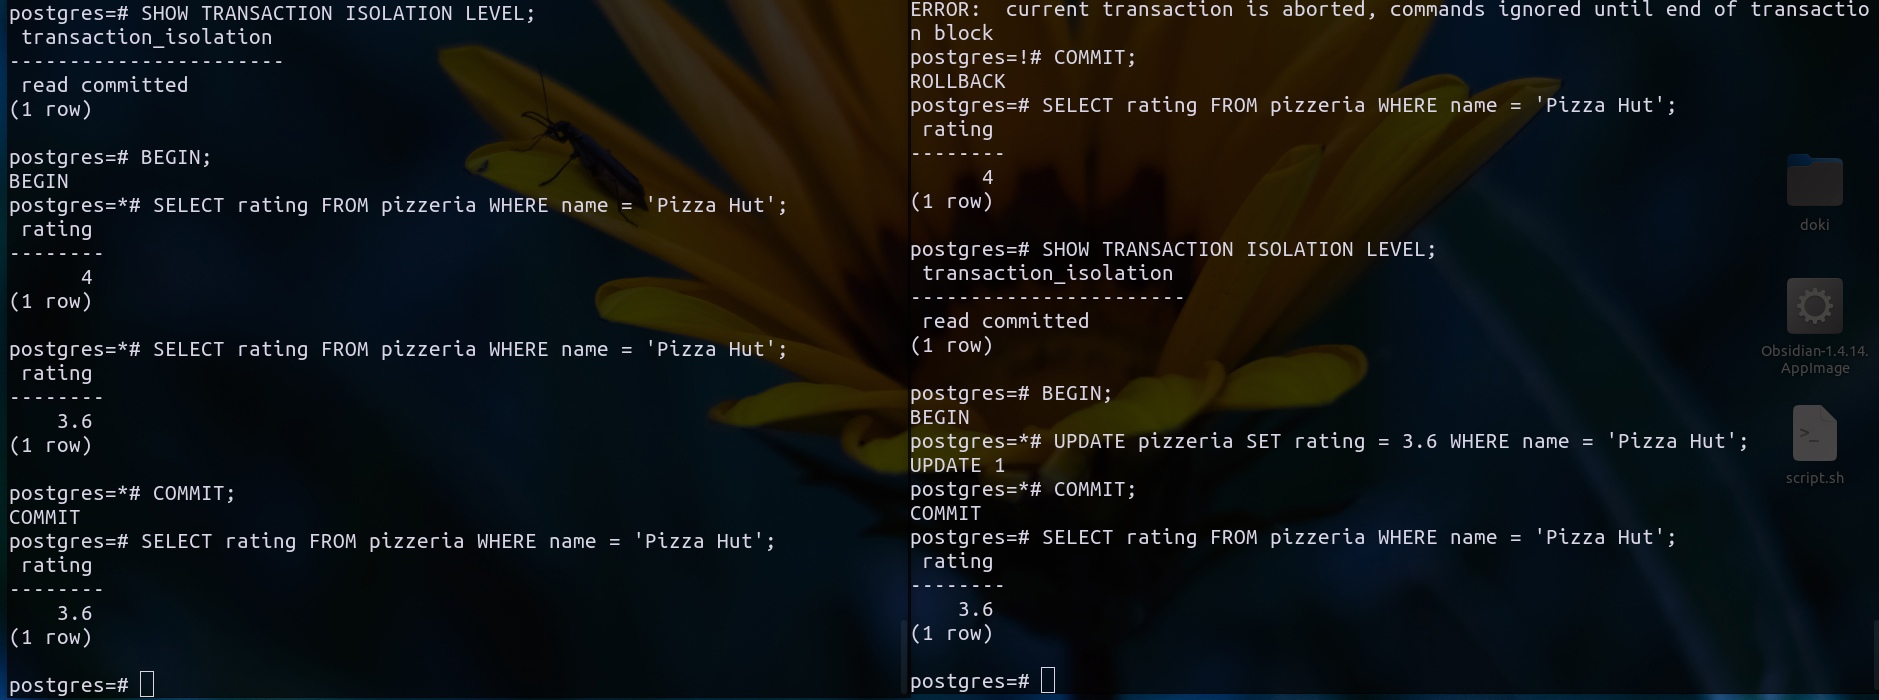 postgres=# SHOW TRANSACTION ISOLATION LEVEL;
 transaction_isolation
-----------------------
 read committed
(1 row)

postgres=# BEGIN;
BEGIN
postgres=*# SELECT rating FROM pizzeria WHERE name = 'Pizza Hut';
 rating
--------
      4
(1 row)

postgres=*# SELECT rating FROM pizzeria WHERE name = 'Pizza Hut';
 rating
--------
    3.6
(1 row)

postgres=*# COMMIT;
COMMIT
postgres=# SELECT rating FROM pizzeria WHERE name = 'Pizza Hut';
 rating
--------
    3.6
(1 row)

postgres=#
ERROR:  current transaction is aborted, commands ignored until end of transactio
n block
postgres=!# COMMIT;
ROLLBACK
postgres=# SELECT rating FROM pizzeria WHERE name = 'Pizza Hut';
 rating
--------
      4
(1 row)

postgres=# SHOW TRANSACTION ISOLATION LEVEL;
 transaction_isolation
-----------------------
 read committed
(1 row)

postgres=# BEGIN;
BEGIN
postgres=*# UPDATE pizzeria SET rating = 3.6 WHERE name = 'Pizza Hut';
UPDATE 1
postgres=*# COMMIT;
COMMIT
postgres=# SELECT rating FROM pizzeria WHERE name = 'Pizza Hut';
 rating
--------
    3.6
(1 row)

postgres=#
doki
Obsidian-1.4.14.
AppImage
>_
script.sh